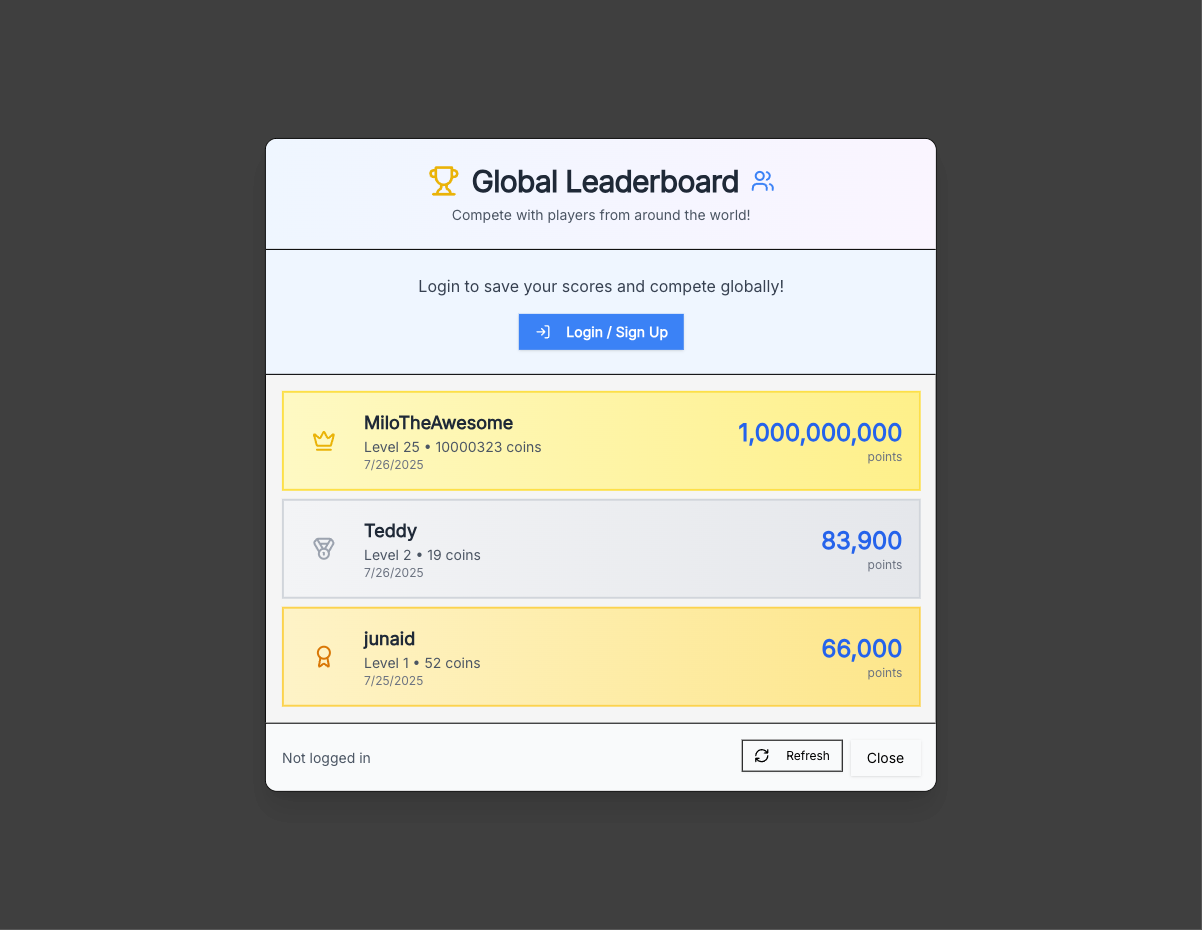 Global Leaderboard
Compete with players from around the world!
Login to save your scores and compete globally!
Login / Sign Up
MiloTheAwesome
Level 25 • 10000323 coins
7/26/2025
1,000,000,000
points
Teddy
Level 2 • 19 coins
7/26/2025
83,900
points
junaid
Level 1 • 52 coins
7/25/2025
66,000
points
Not logged in
Refresh
Close